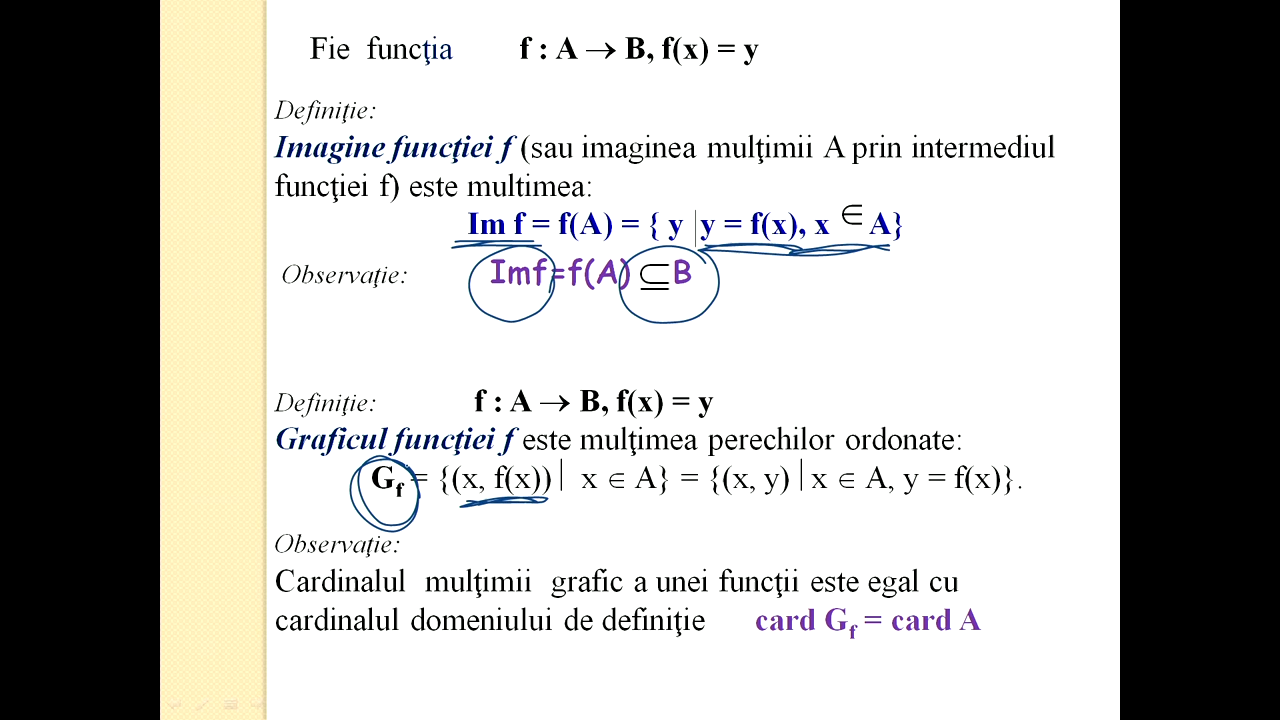 Fie funcţia f : A → B, f(x) = y
Definiţie:
Imagine funcţiei f (sau imaginea mulţimii A prin intermediul
funcţiei f) este multimea:
Im f = f(A) = { y |y = f(x), x ∈ A}
Observaţie: Imf=f(A) ⊆ B
Definiţie: f : A → B, f(x) = y
Graficul funcţiei f este mulţimea perechilor ordonate:
G_f = {(x, f(x))| x ∈ A} = {(x, y)|x ∈ A, y = f(x)}.
Observaţie:
Cardinalul mulţimii grafic a unei funcţii este egal cu
cardinalul domeniului de definiţie card G_f = card A